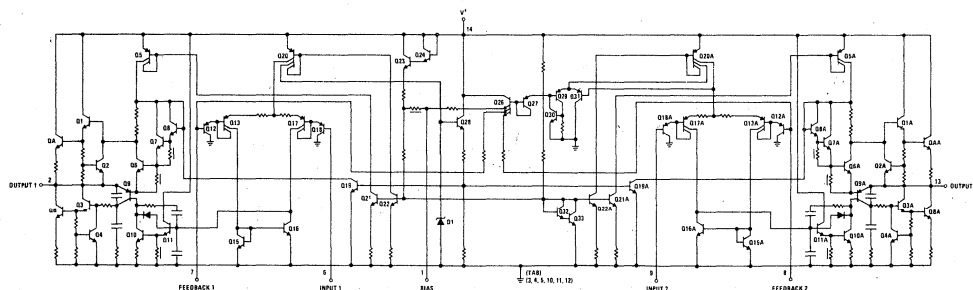 V+
14
Q5
Q20
Q23
Q24
Q20A
Q5A
Q26
Q27
Q29
Q31
Q1
Q8
Q12
Q13
Q17
Q18
Q28
Q30
Q18A
Q17A
Q13A
Q12A
Q8A
Q1A
QA
Q7
Q7A
QAA
Q2
Q6
Q6A
Q2A
OUTPUT 1
2
Q9
Q19
Q21
Q22
Q19A
Q9A
13
OUTPUT
Q3
Q32
Q33
Q22A
Q21A
Q3A
Q4
Q10
Q11
Q15
Q16
D1
Q16A
Q15A
Q11A
Q10A
Q4A
7
6
1
(TAB)
9
8
FEEDBACK 1
INPUT 1
BIAS
(3, 4, 5, 10, 11, 12)
INPUT 2
FEEDBACK 2